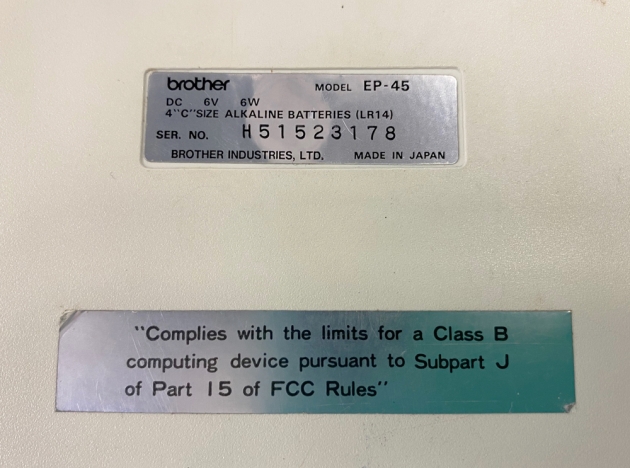 brother MODEL EP-45
DC 6V 6W
4"C"SIZE ALKALINE BATTERIES (LR14)
SER. NO. H51523178
BROTHER INDUSTRIES, LTD. MADE IN JAPAN
"Complies with the limits for a Class B
computing device pursuant to Subpart J
of Part 15 of FCC Rules"